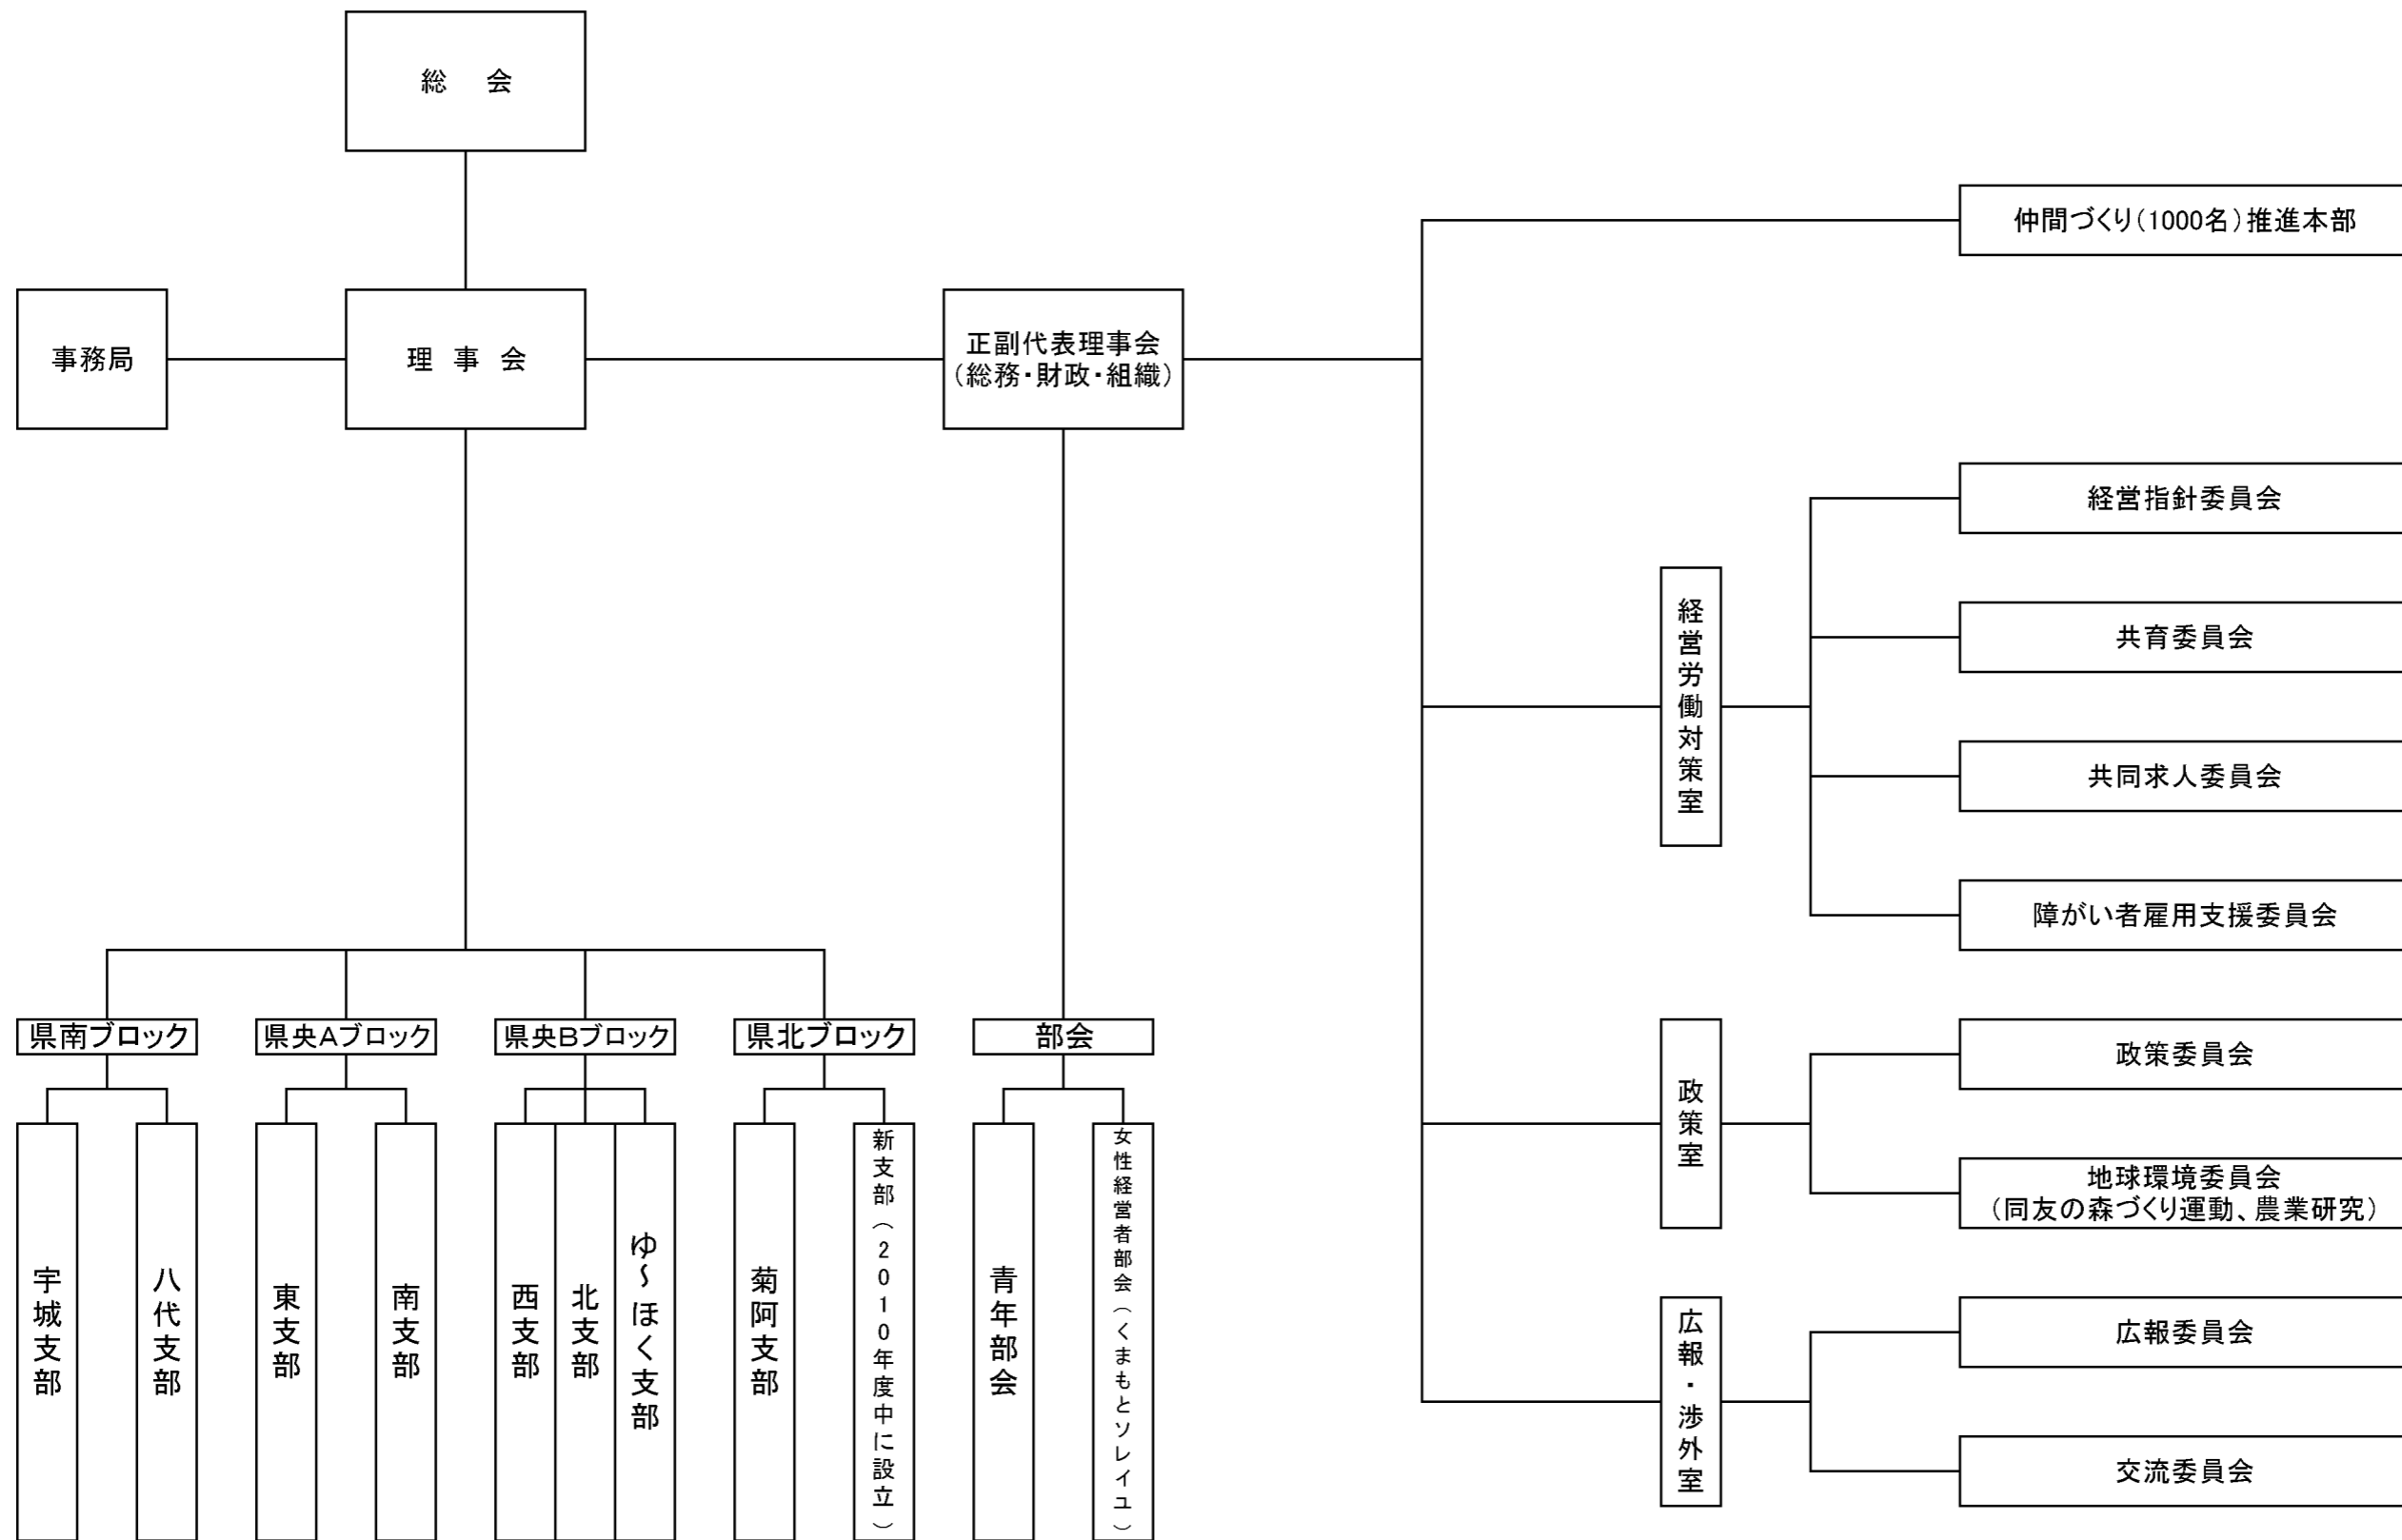 総　会
仲間づくり（1000名）推進本部
事務局
理 事 会
正副代表理事会
（総務・財政・組織）
経営指針委員会
経営労働対策室
共育委員会
共同求人委員会
障がい者雇用支援委員会
県南ブロック
県央Aブロック
県央Bブロック
県北ブロック
部会
宇城支部
八代支部
東支部
南支部
西支部
北支部
ゆ～ほく支部
菊阿支部
新支部（2010年度中に設立）
青年部会
女性経営者部会（くまもとソレイユ）
政策室
政策委員会
地球環境委員会
（同友の森づくり運動、農業研究）
広報・渉外室
広報委員会
交流委員会